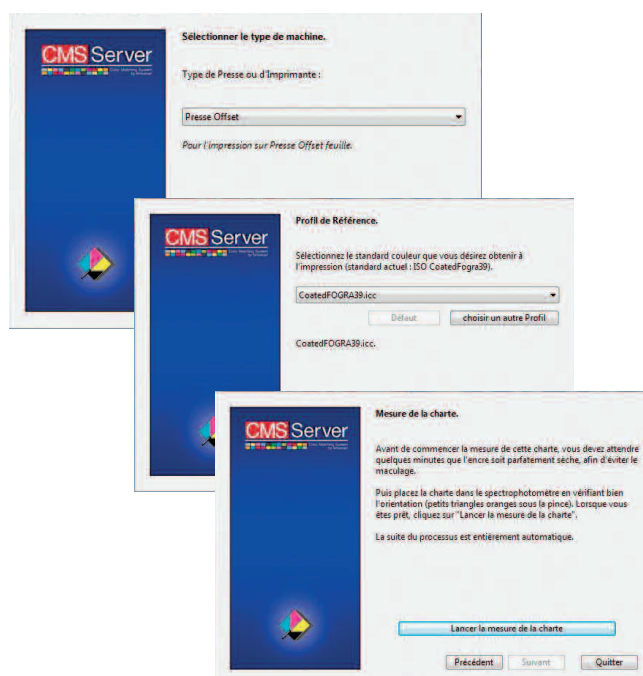 CMS Server
Color Matching System
Sélectionner le type de machine.
Type de Presse ou d'Imprimante :
Presse Offset
Pour l'impression sur Presse Offset feuille.
CMS Server
Profil de Référence.
Sélectionnez le standard couleur que vous désirez obtenir à
l'impression (standard actuel : ISO CoatedFogra39).
CoatedFOGRA39.icc
Défaut
choisir un autre Profil
CoatedFOGRA39.icc.
CMS Server
Mesure de la charte.
Avant de commencer la mesure de cette charte, vous devez attendre
quelques minutes que l'encre soit parfatement sèche, afin d'éviter le
maculage.
Puis placez la charte dans le spectrophotomètre en vérifiant bien
l'orientation (petits triangles oranges sous la pince). Lorsque vous
êtes prêt, cliquez sur "Lancer la mesure de la charte".
La suite du processus est entièrement automatique.
Lancer la mesure de la charte
Précédent
Suivant
Quitter